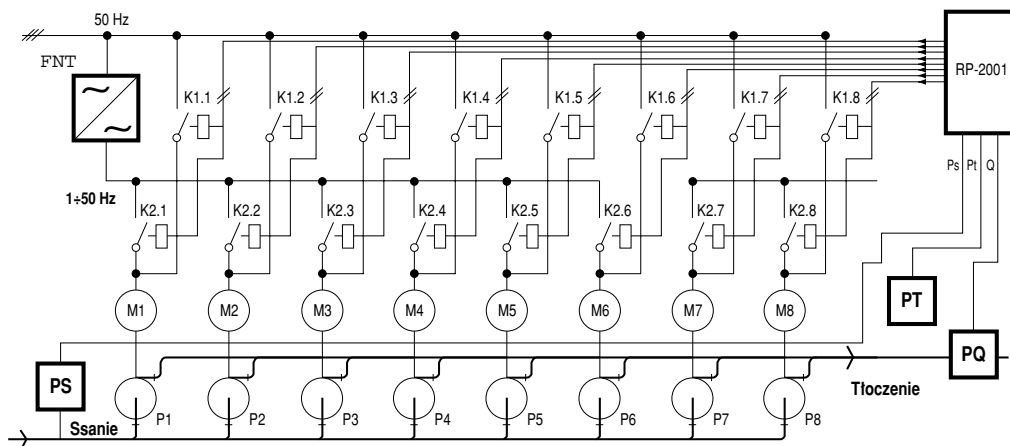 50 Hz
FNT
RP-2001
K1.1 K1.2 K1.3 K1.4 K1.5 K1.6 K1.7 K1.8
Ps Pt Q
1÷50 Hz
K2.1 K2.2 K2.3 K2.4 K2.5 K2.6 K2.7 K2.8
M1 M2 M3 M4 M5 M6 M7 M8
PT
PS
PQ
Tłoczenie
P1 P2 P3 P4 P5 P6 P7 P8
Ssanie